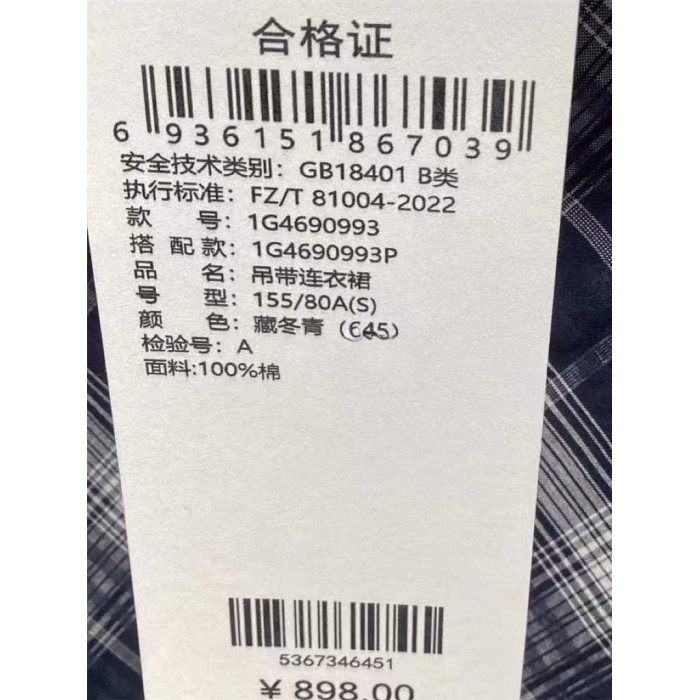 合格证
6 936151 867039
安全技术类别：GB18401 B类
执行标准：FZ/T 81004-2022
款 号：1G4690993
搭 配 款：1G4690993P
品 名：吊带连衣裙
号 型：155/80A(S)
颜 色：藏冬青（E45）
检验号：A
面料:100%棉
5367346451
¥ 898.00